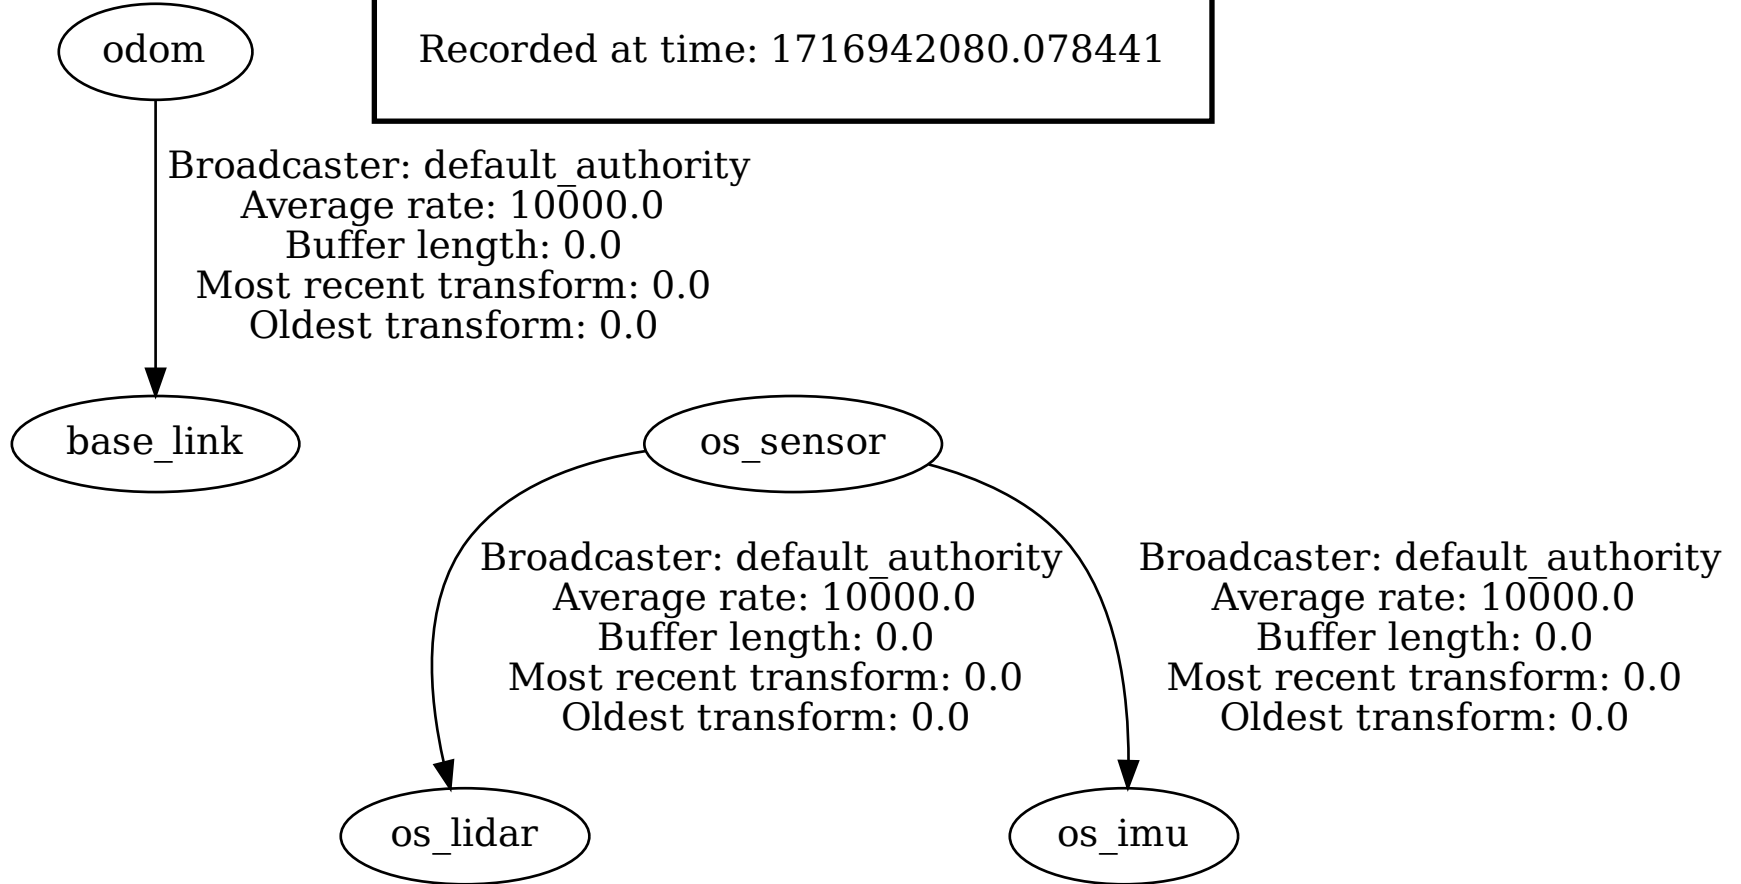 odom
Recorded at time: 1716942080.078441
Broadcaster: default_authority
Average rate: 10000.0
Buffer length: 0.0
Most recent transform: 0.0
Oldest transform: 0.0
base_link
os_sensor
Broadcaster: default_authority
Average rate: 10000.0
Buffer length: 0.0
Most recent transform: 0.0
Oldest transform: 0.0
Broadcaster: default_authority
Average rate: 10000.0
Buffer length: 0.0
Most recent transform: 0.0
Oldest transform: 0.0
os_lidar
os_imu